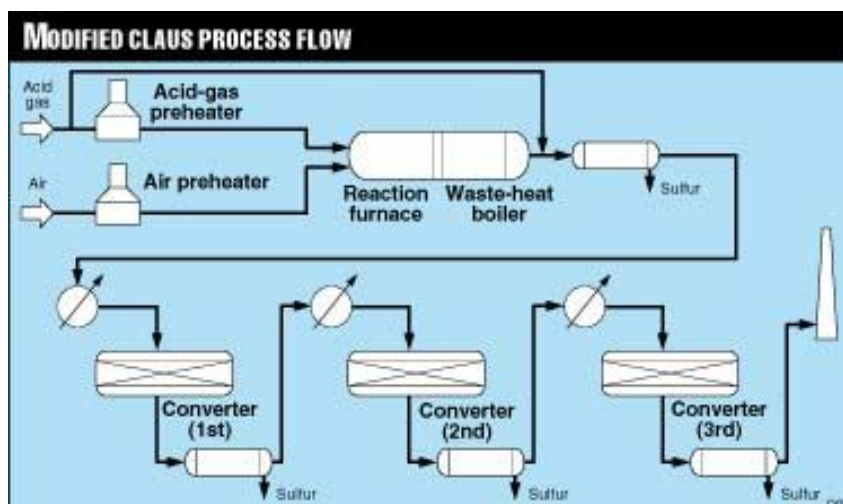 MODIFIED CLAUS PROCESS FLOW
Acid
gas
Acid-gas
preheater
Air
Air preheater
Reaction
furnace
Waste-heat
boiler
Sulfur
Converter
(1st)
Sulfur
Converter
(2nd)
Sulfur
Converter
(3rd)
Sulfur